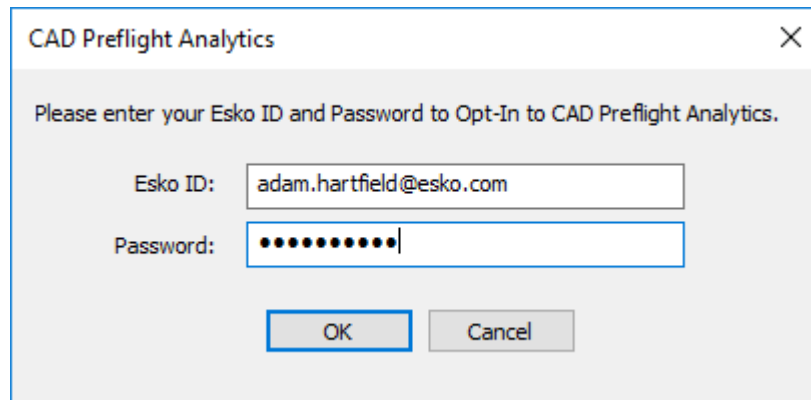 CAD Preflight Analytics
Please enter your Esko ID and Password to Opt-In to CAD Preflight Analytics.
Esko ID: adam.hartfield@esko.com
Password: ●●●●●●●●●●
OK Cancel